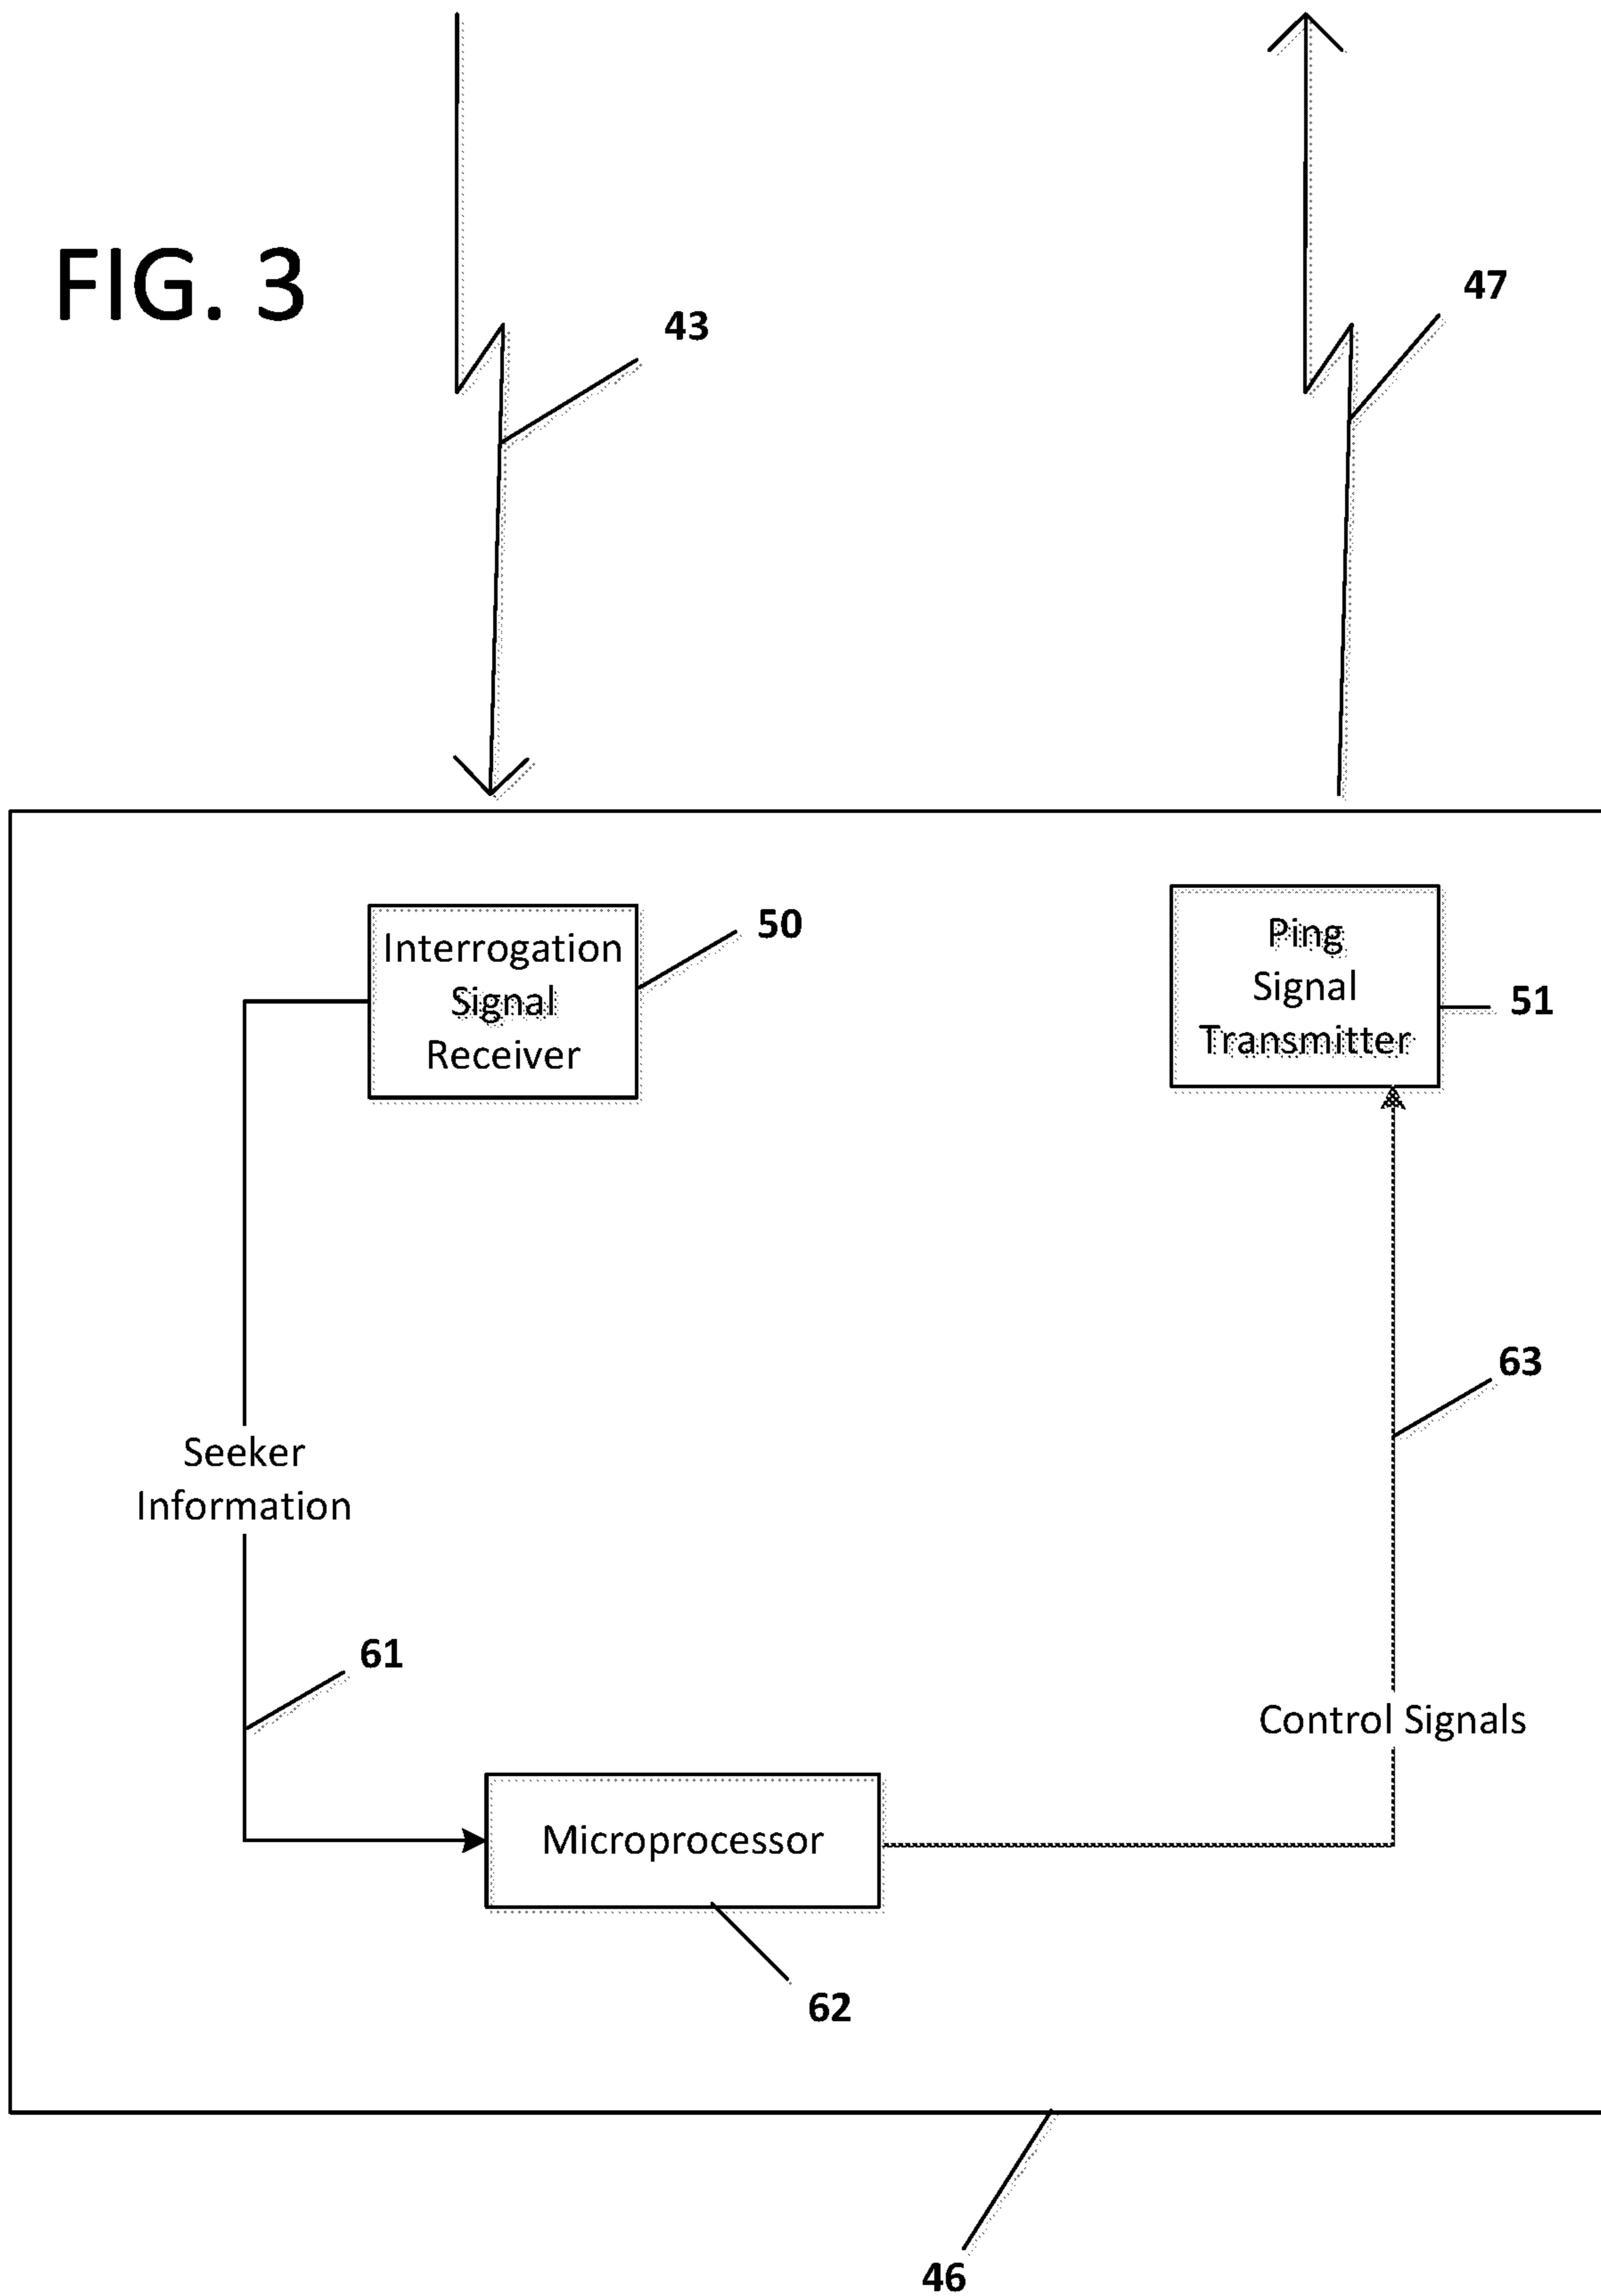 FIG. 3
43
47
Interrogation
Signal
Receiver
50
Ping
Signal
Transmitter
51
63
Seeker
Information
61
Control Signals
Microprocessor
62
46